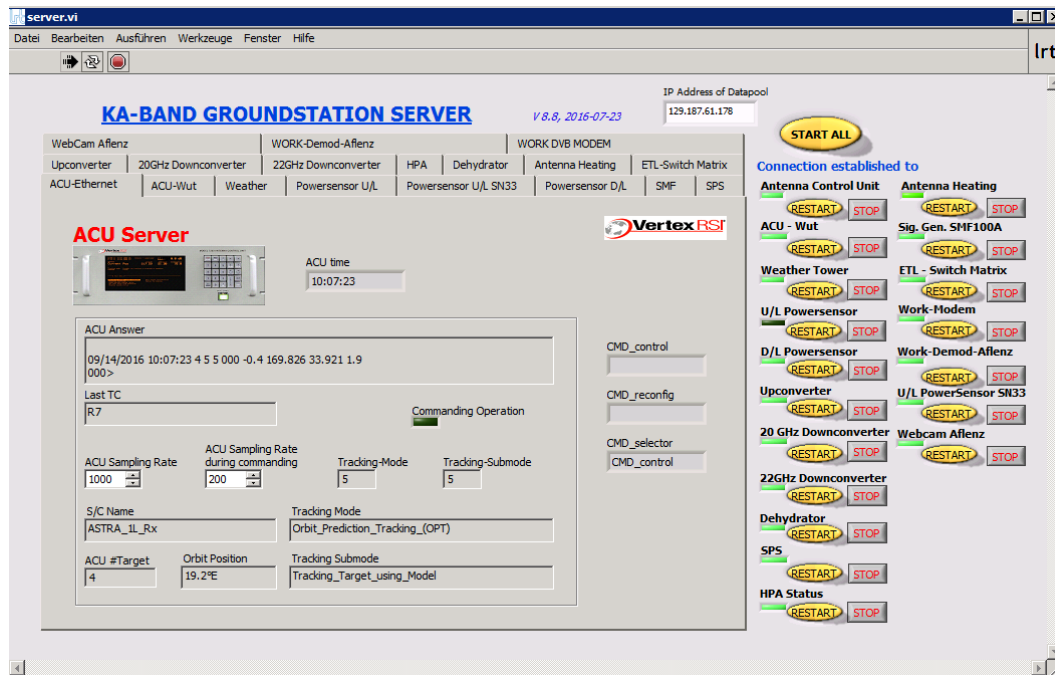 server.vi
Datei Bearbeiten Ausführen Werkzeuge Fenster Hilfe
lrt
IP Address of Datapool
129.187.61.178
KA-BAND GROUNDSTATION SERVER
V 8.8, 2016-07-23
START ALL
WebCam Aflenz WORK-Demod-Aflenz WORK DVB MODEM
Upconverter 20GHz Downconverter 22GHz Downconverter HPA Dehydrator Antenna Heating ETL-Switch Matrix
ACU-Ethernet ACU-Wut Weather Powersensor U/L Powersensor U/L SN33 Powersensor D/L SMF SPS
ACU Server
Vertex RSI
ACU time
10:07:23
ACU Answer
09/14/2016 10:07:23 4 5 5 000 -0.4 169.826 33.921 1.9
000>
Last TC
R7
Commanding Operation
ACU Sampling Rate
1000
ACU Sampling Rate
during commanding
200
Tracking-Mode
5
Tracking-Submode
5
S/C Name
ASTRA_1L_Rx
Tracking Mode
Orbit_Prediction_Tracking_(OPT)
ACU #Target
4
Orbit Position
19.2ºE
Tracking Submode
Tracking_Target_using_Model
CMD_control
CMD_reconfig
CMD_selector
CMD_control
Connection established to
Antenna Control Unit
RESTART STOP
ACU - Wut
RESTART STOP
Weather Tower
RESTART STOP
U/L Powersensor
RESTART STOP
D/L Powersensor
RESTART STOP
Upconverter
RESTART STOP
20 GHz Downconverter
RESTART STOP
22GHz Downconverter
RESTART STOP
Dehydrator
RESTART STOP
SPS
RESTART STOP
HPA Status
RESTART STOP
Antenna Heating
RESTART STOP
Sig. Gen. SMF100A
RESTART STOP
ETL - Switch Matrix
RESTART STOP
Work-Modem
RESTART STOP
Work-Demod-Aflenz
RESTART STOP
U/L PowerSensor SN33
RESTART STOP
Webcam Aflenz
RESTART STOP